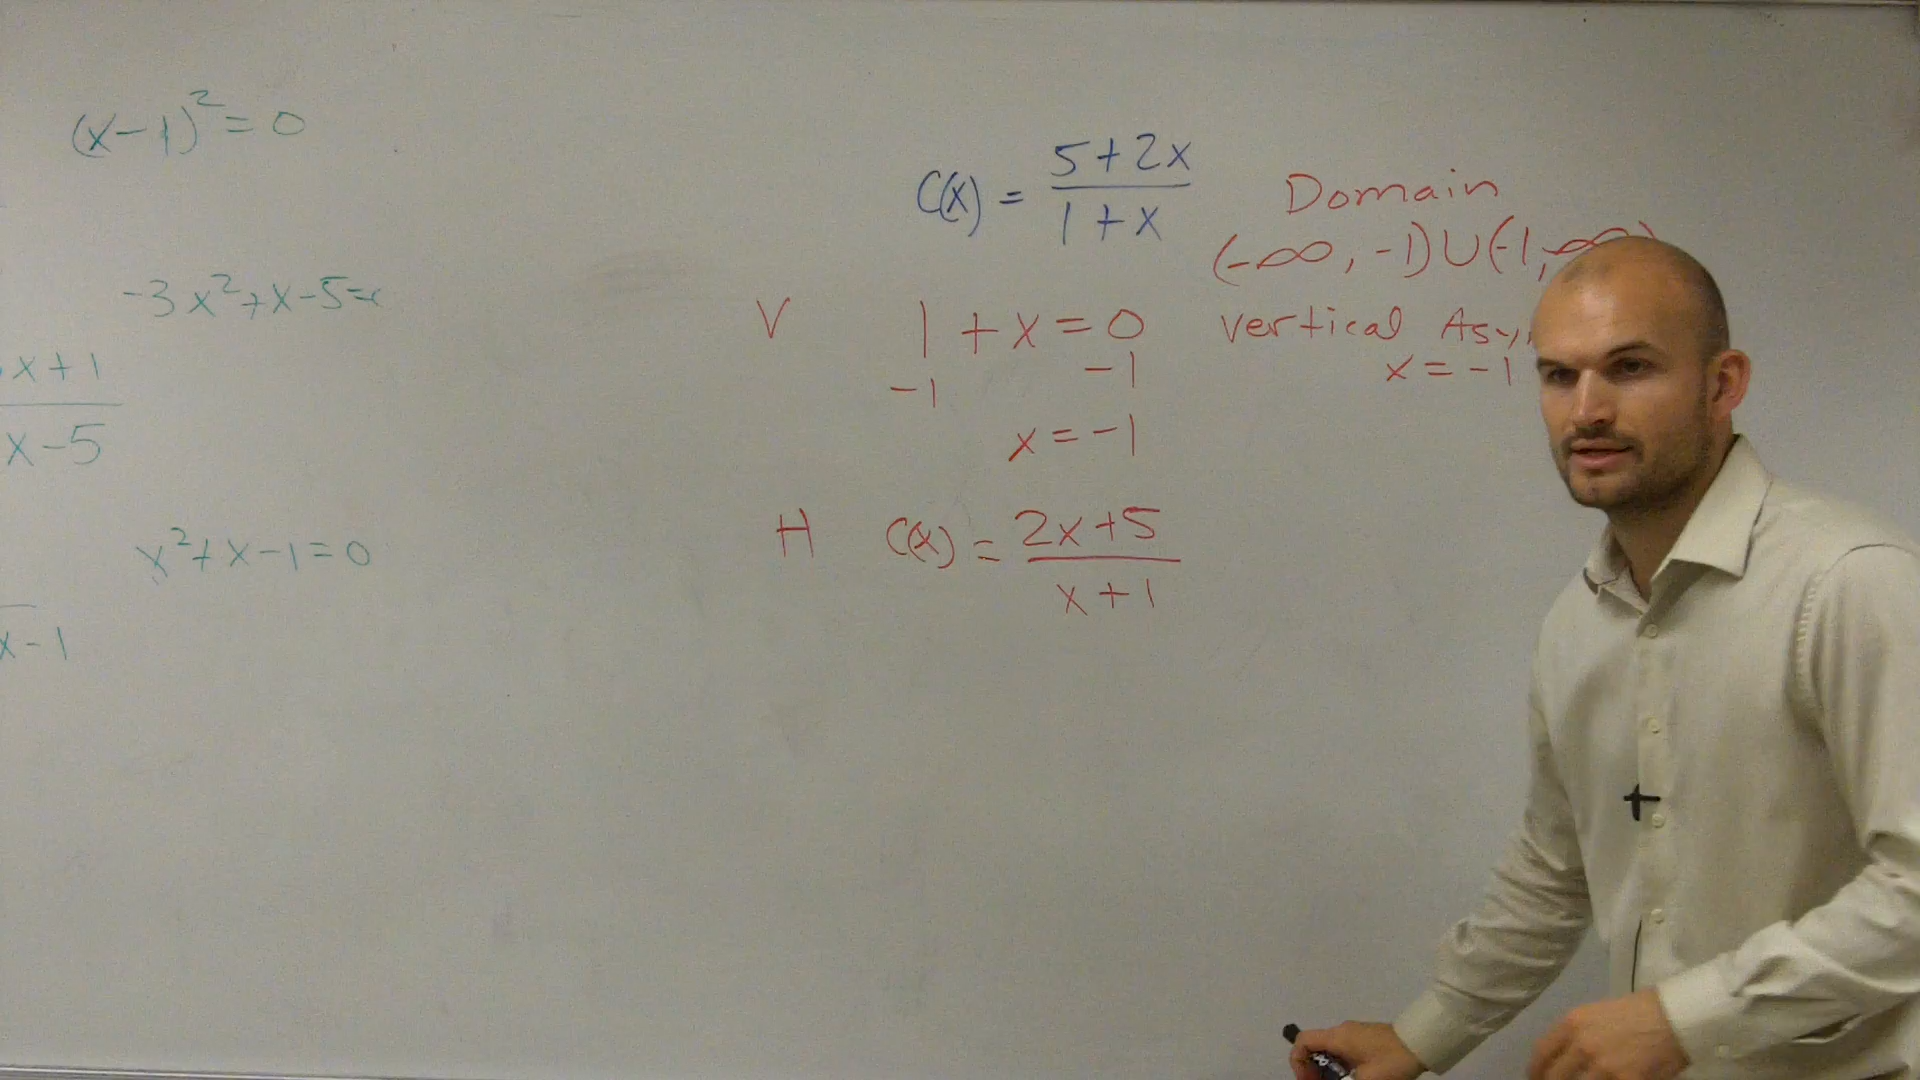 (x-1)² = 0
-3x²+x-5=
x+1
x-5
x²+x-1=0
x-1
C(x) = 5+2x / 1+x
Domain
(-∞, -1)∪(-1, ∞)
V 1+x=0
-1 -1
x=-1
Vertical
x=-1
H C(x) = 2x+5 / x+1